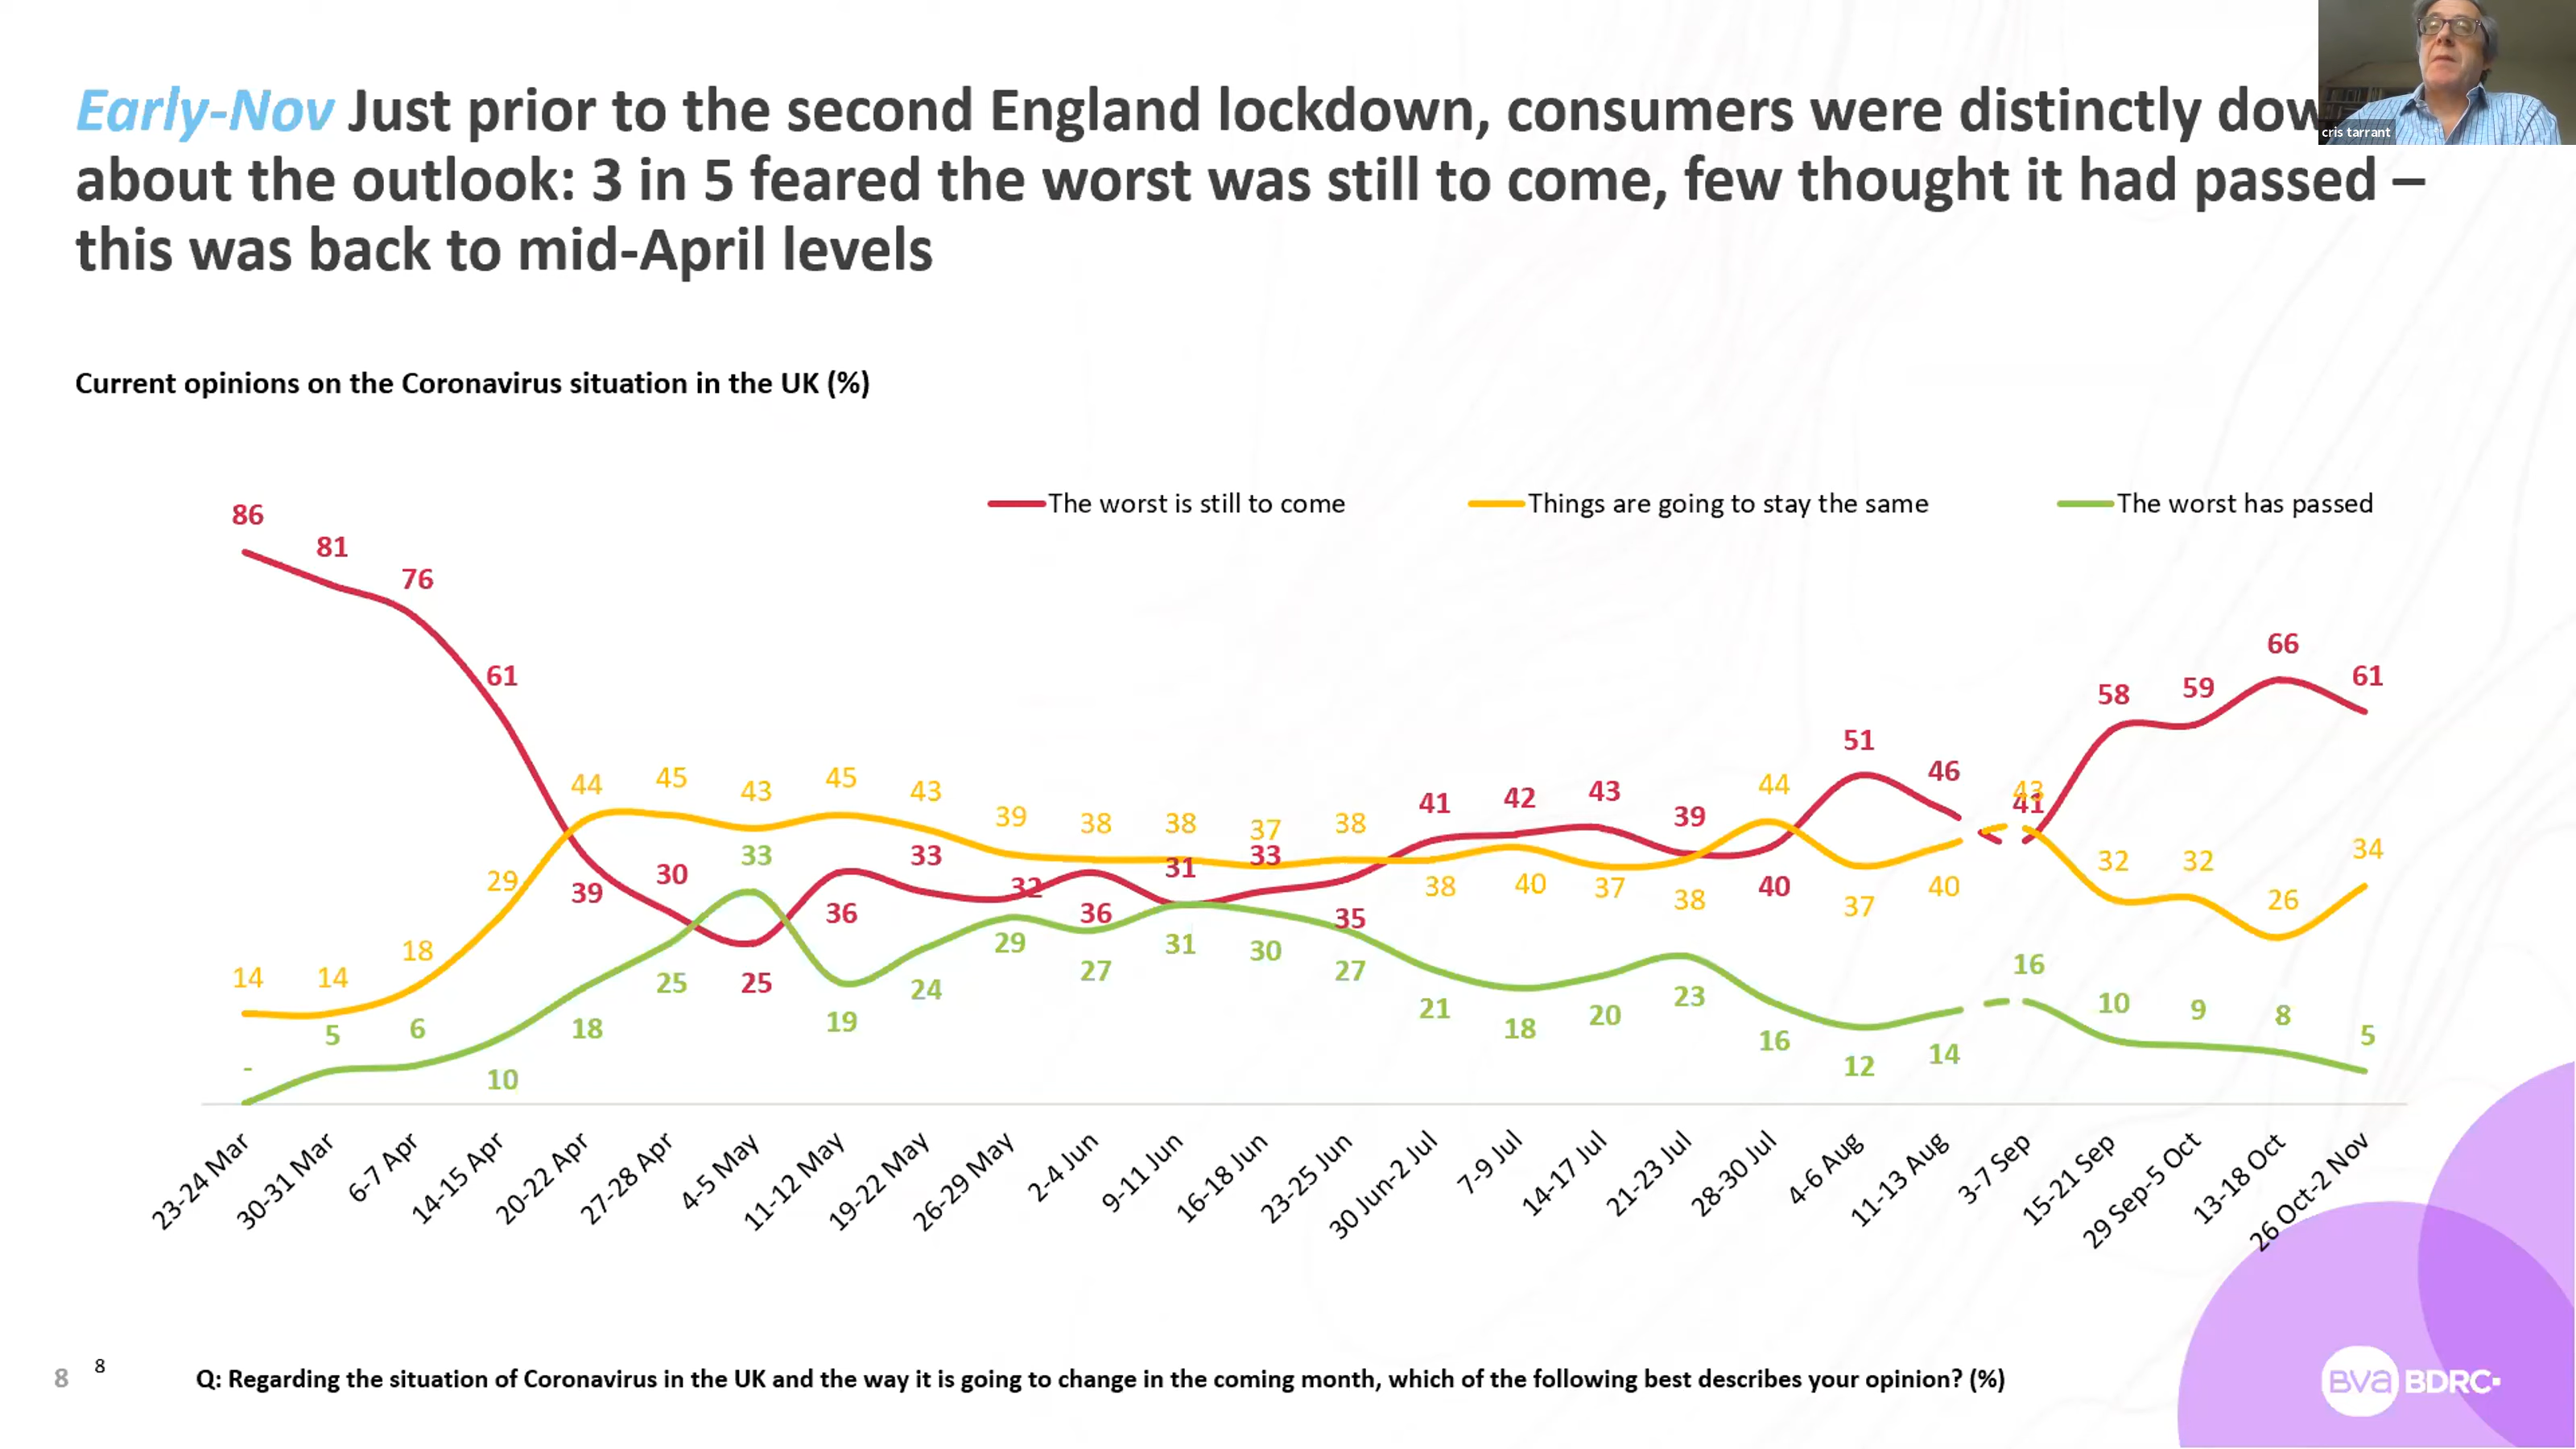 Early-Nov Just prior to the second England lockdown, consumers were distinctly
about the outlook: 3 in 5 feared the worst was still to come, few thought it had passed –
this was back to mid-April levels
cris tarrant
Current opinions on the Coronavirus situation in the UK (%)
The worst is still to come
Things are going to stay the same
The worst has passed
86 81 76 61 39 30 25 36 33 32 36 31 33 35 41 42 43 39 40 51 46 41 58 59 66 61
14 14 18 29 44 45 43 45 43 39 38 38 37 38 38 40 37 38 44 37 40 43 32 32 26 34
- 5 6 10 18 25 33 19 24 29 27 31 30 27 21 18 20 23 16 12 14 16 10 9 8 5
23-24 Mar
30-31 Mar
6-7 Apr
14-15 Apr
20-22 Apr
27-28 Apr
4-5 May
11-12 May
19-22 May
26-29 May
2-4 Jun
9-11 Jun
16-18 Jun
23-25 Jun
30 Jun-2 Jul
7-9 Jul
14-17 Jul
21-23 Jul
28-30 Jul
4-6 Aug
11-13 Aug
3-7 Sep
15-21 Sep
29 Sep-5 Oct
13-18 Oct
26 Oct-2 Nov
8
8
Q: Regarding the situation of Coronavirus in the UK and the way it is going to change in the coming month, which of the following best describes your opinion? (%)
BVA BDRC